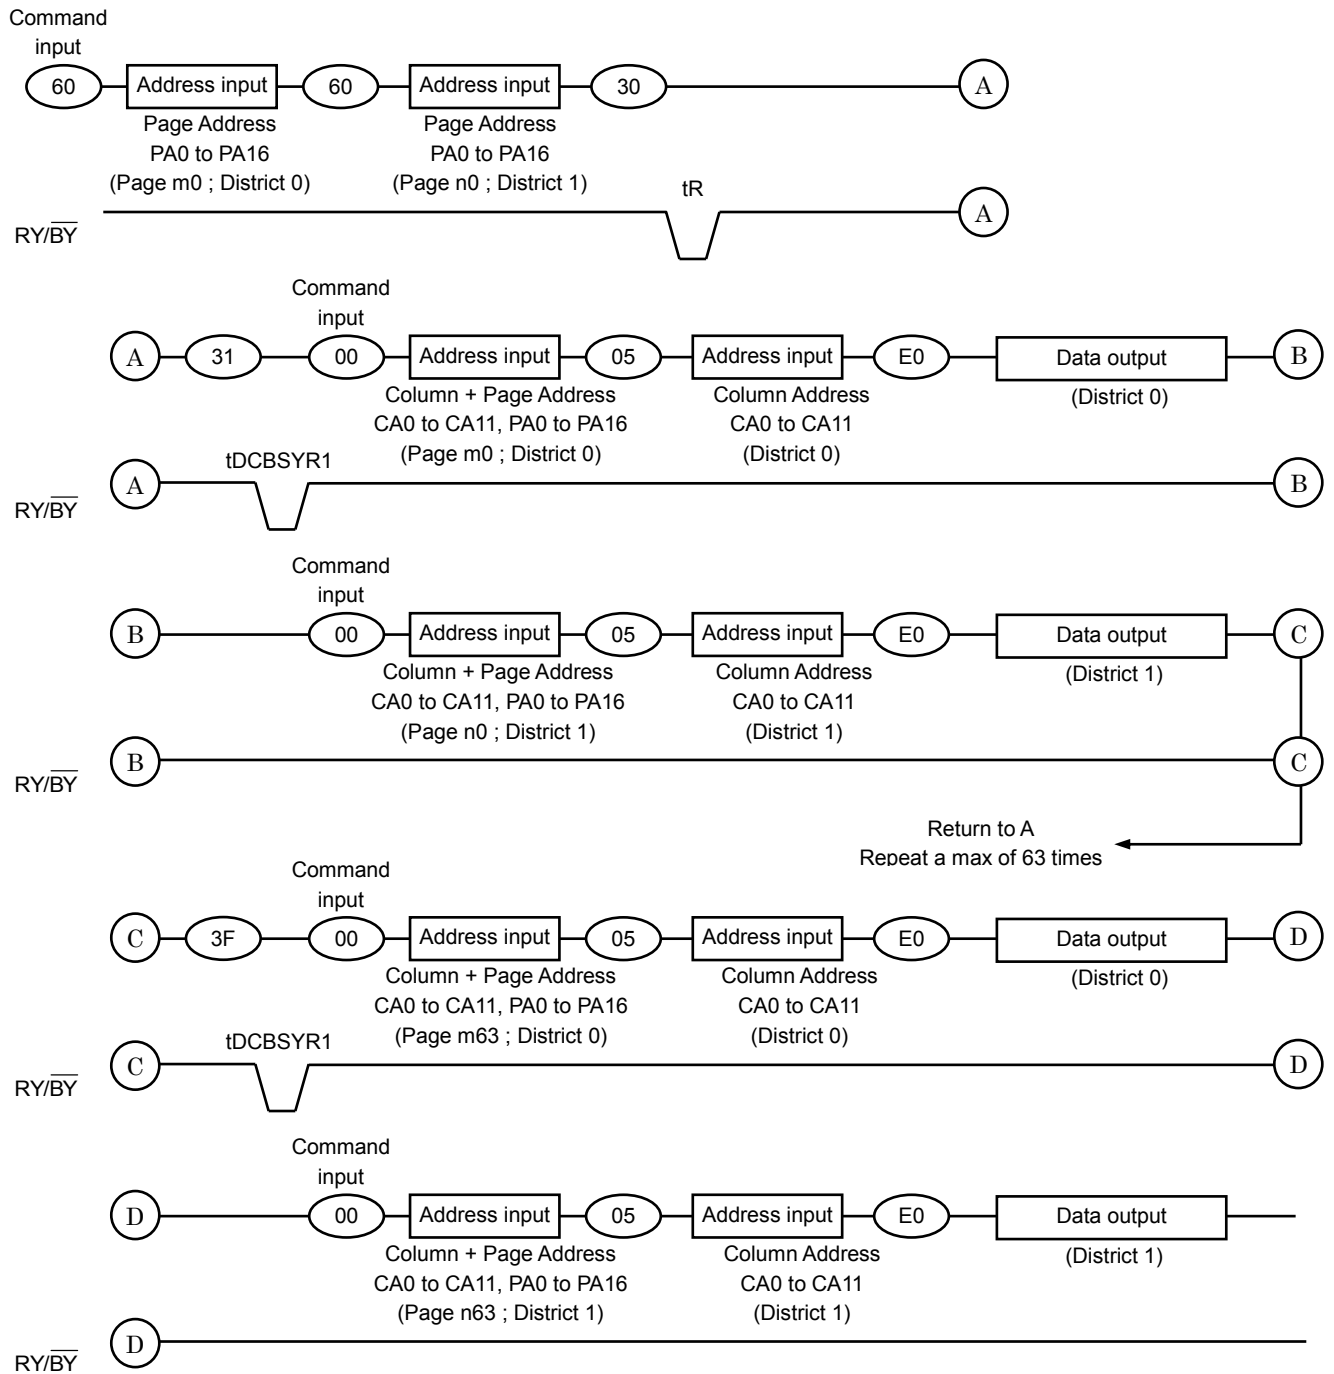 Command
input
60 Address input 60 Address input 30 A
Page Address Page Address
PA0 to PA16 PA0 to PA16
(Page m0 ; District 0) (Page n0 ; District 1)
tR
A
RY/BY
Command
input
A 31 00 Address input 05 Address input E0 Data output B
Column + Page Address Column Address (District 0)
CA0 to CA11, PA0 to PA16 CA0 to CA11
(Page m0 ; District 0) (District 0)
tDCBSYR1
A B
RY/BY
Command
input
B 00 Address input 05 Address input E0 Data output C
Column + Page Address Column Address (District 1)
CA0 to CA11, PA0 to PA16 CA0 to CA11
(Page n0 ; District 1) (District 1)
B C
RY/BY
Return to A
Repeat a max of 63 times
Command
input
C 3F 00 Address input 05 Address input E0 Data output D
Column + Page Address Column Address (District 0)
CA0 to CA11, PA0 to PA16 CA0 to CA11
(Page m63 ; District 0) (District 0)
tDCBSYR1
C D
RY/BY
Command
input
D 00 Address input 05 Address input E0 Data output
Column + Page Address Column Address (District 1)
CA0 to CA11, PA0 to PA16 CA0 to CA11
(Page n63 ; District 1) (District 1)
D
RY/BY